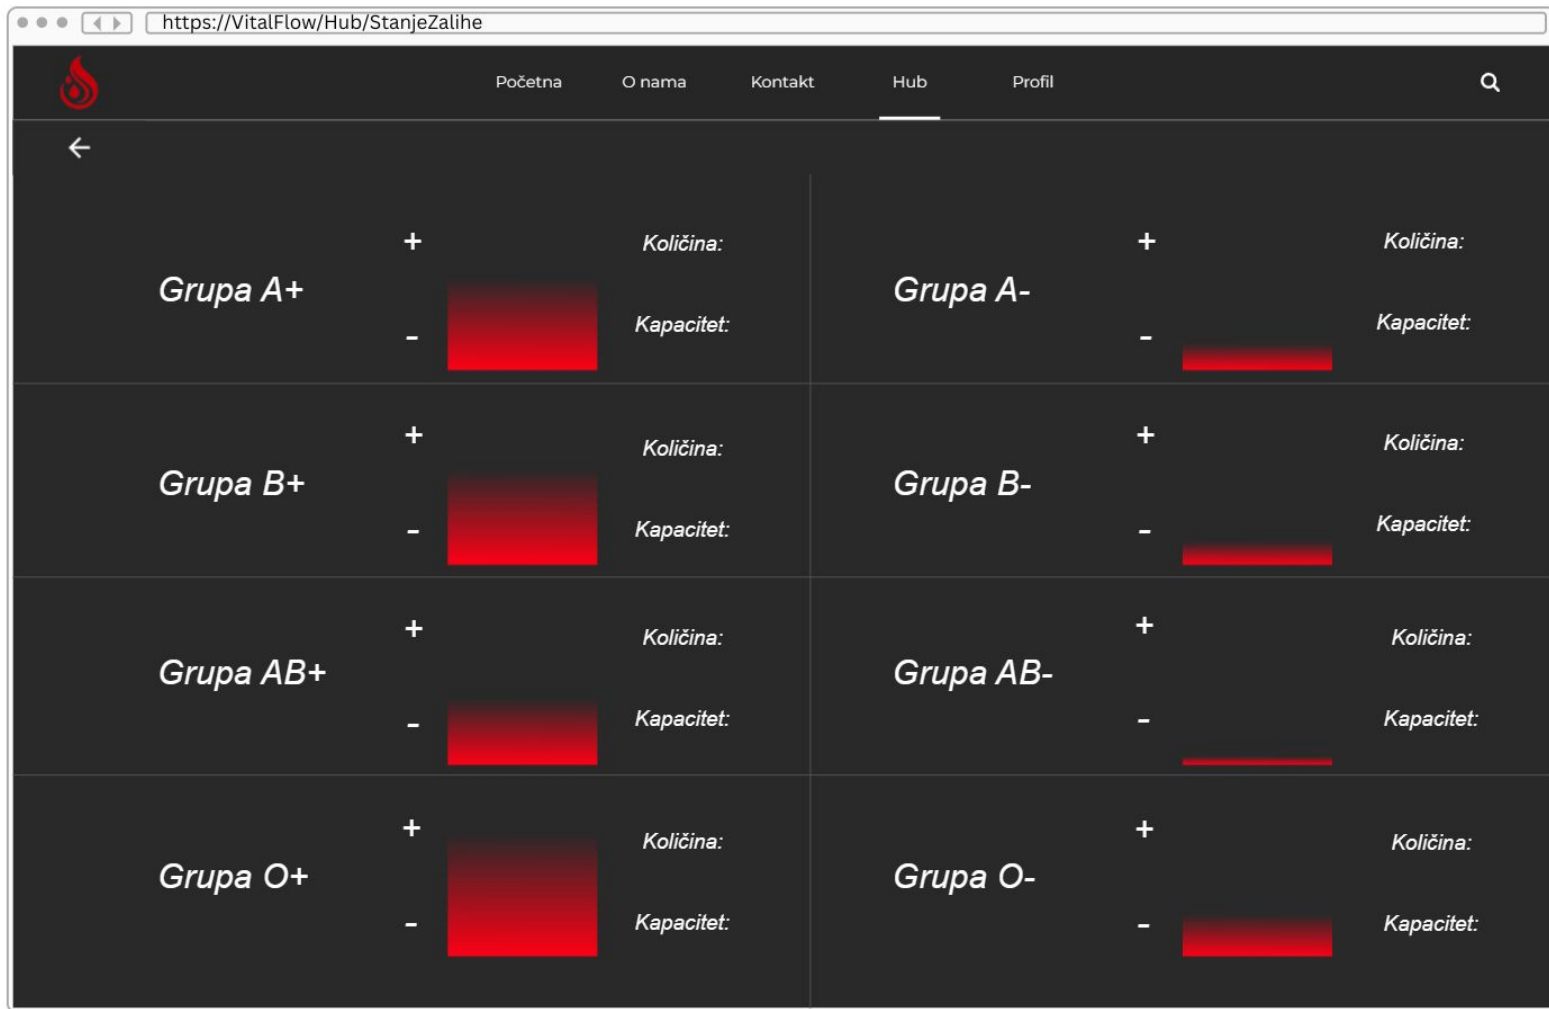 https://VitalFlow/Hub/StanjeZalihe
Početna O nama Kontakt Hub Profil
Grupa A+
+
-
Količina:
Kapacitet:
Grupa A-
+
-
Količina:
Kapacitet:
Grupa B+
+
-
Količina:
Kapacitet:
Grupa B-
+
-
Količina:
Kapacitet:
Grupa AB+
+
-
Količina:
Kapacitet:
Grupa AB-
+
-
Količina:
Kapacitet:
Grupa O+
+
-
Količina:
Kapacitet:
Grupa O-
+
-
Količina:
Kapacitet: